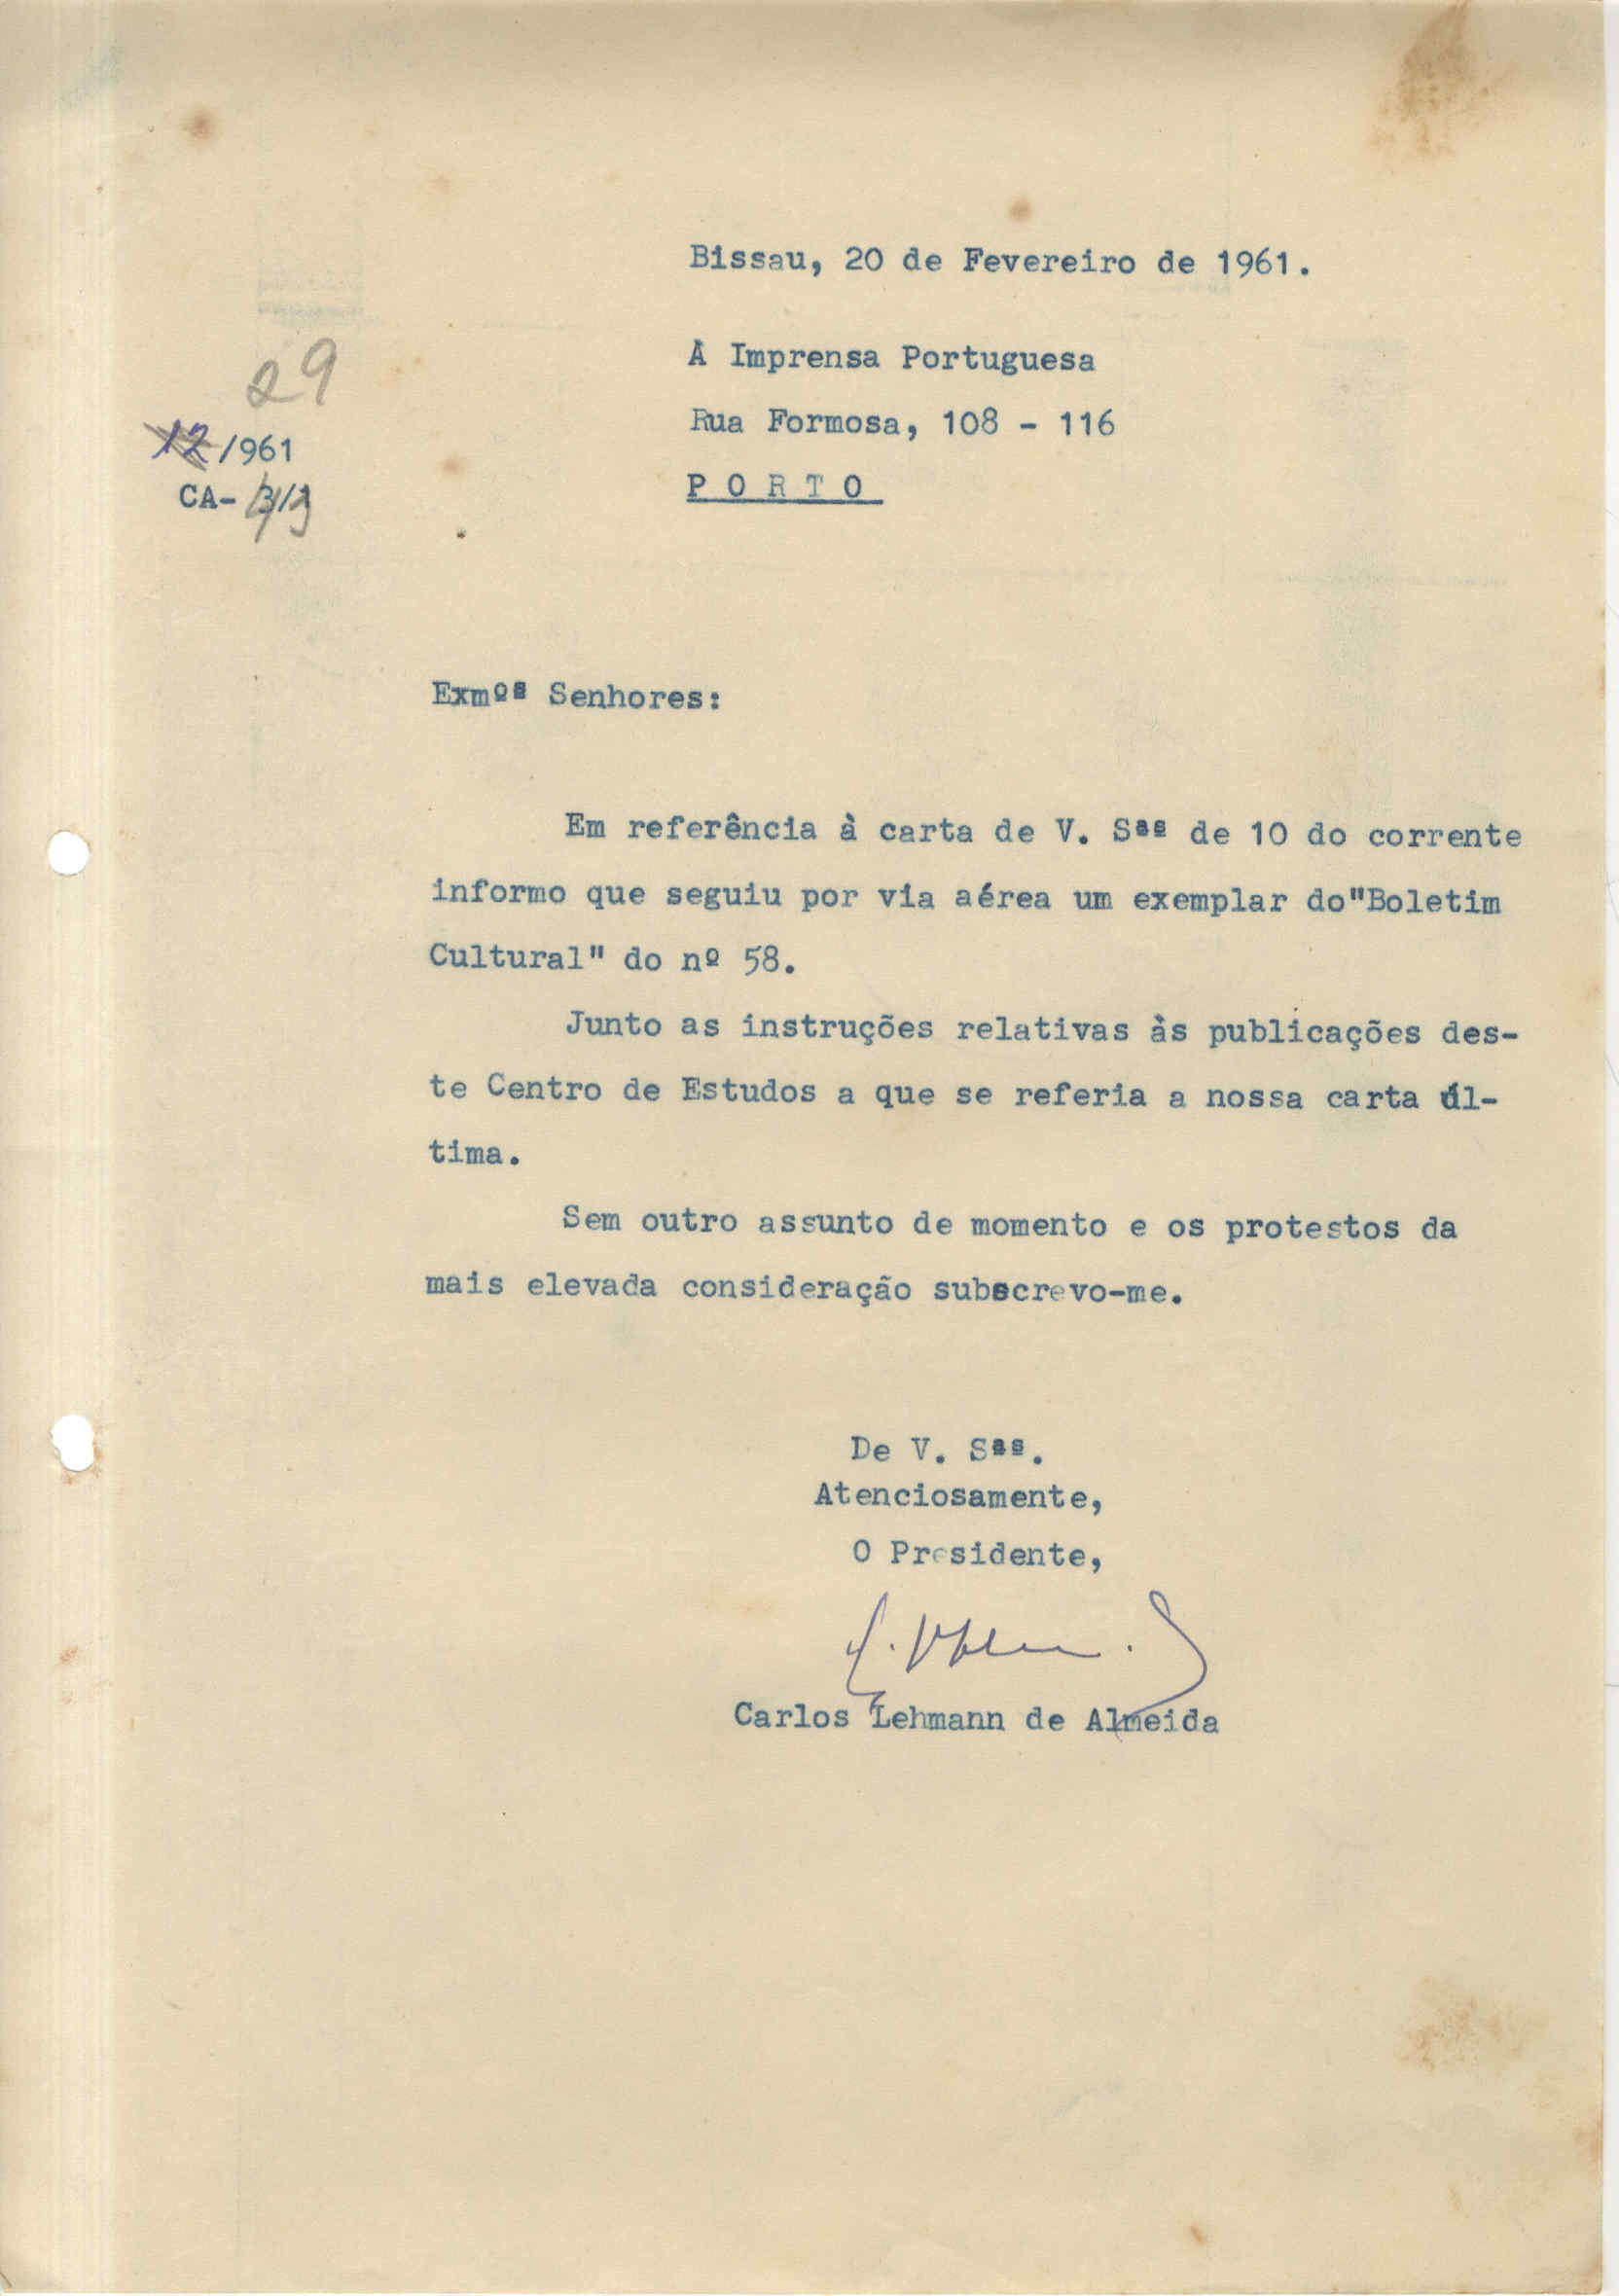 Bissau, 20 de Fevereiro de 1961.
À Imprensa Portuguesa
29
Rua Formosa, 108 - 116
12/961
PORTO
CA-
Exmºˢ Senhores:
Em referência à carta de V. Sªˢ de 10 do corrente
informo que seguiu por via aérea um exemplar do"Boletim
Cultural" do nº 58.
Junto as instruções relativas às publicações des-
te Centro de Estudos a que se referia a nossa carta úl-
tima.
Sem outro assunto de momento e os protestos da
mais elevada consideração subscrevo-me.
De V. Sªˢ.
Atenciosamente,
O Presidente,
Carlos Lehmann de Almeida